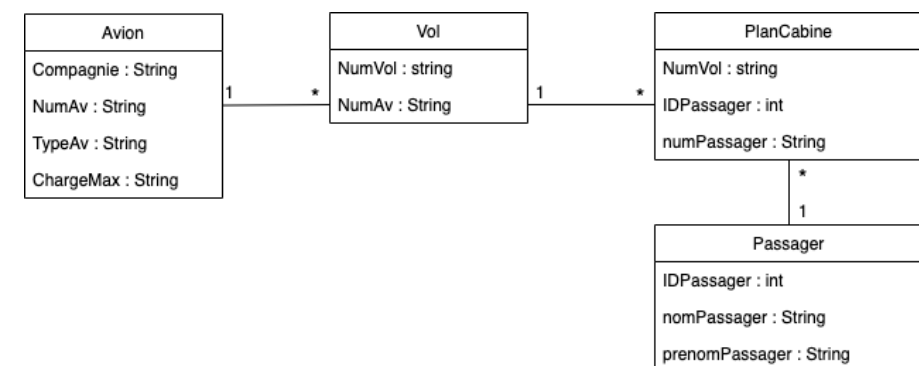 Avion
Compagnie : String
NumAv : String
TypeAv : String
ChargeMax : String
1
*
Vol
NumVol : string
NumAv : String
1
*
PlanCabine
NumVol : string
IDPassager : int
numPassager : String
*
1
Passager
IDPassager : int
nomPassager : String
prenomPassager : String